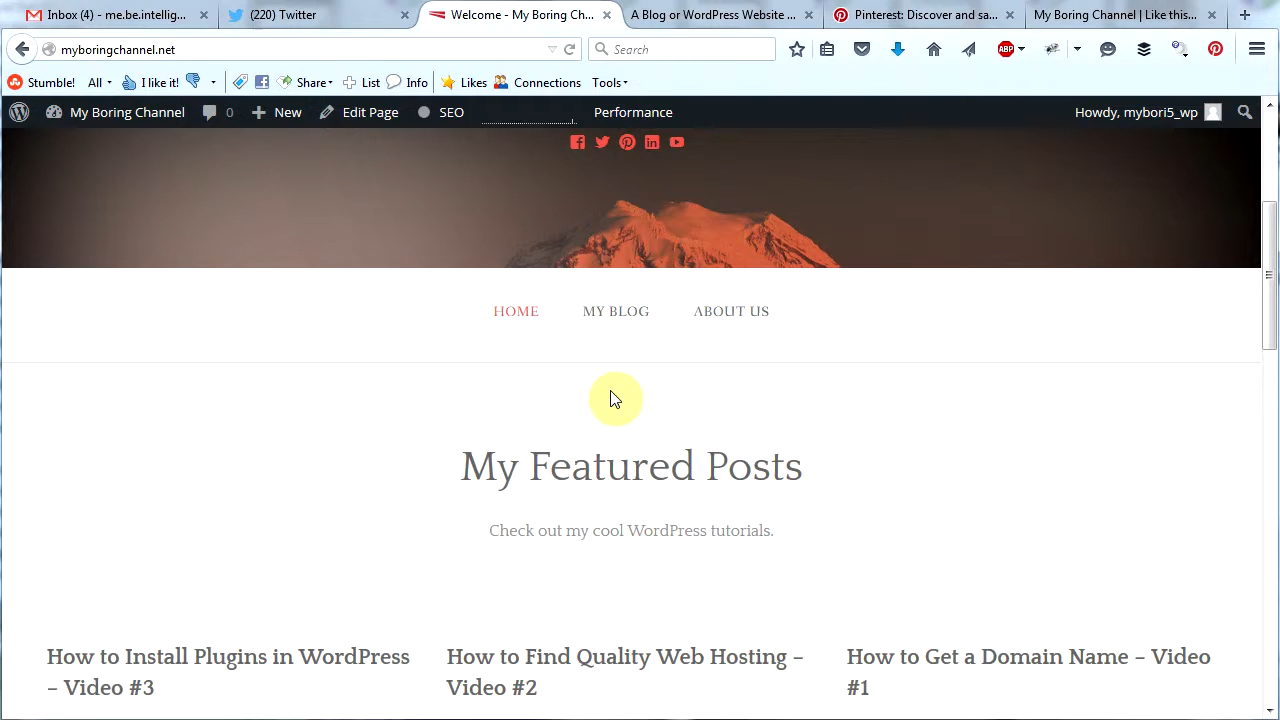 Inbox (4) - me.be.intellig...
(220) Twitter
Welcome - My Boring Ch...
A Blog or WordPress Website ...
Pinterest: Discover and sa...
My Boring Channel | Like this...
myboringchannel.net
Search
ABP
Stumble!
All
I like it!
Share
List
Info
Likes
Connections
Tools
My Boring Channel
0
New
Edit Page
SEO
Performance
Howdy, mybori5_wp
HOME
MY BLOG
ABOUT US
My Featured Posts
Check out my cool WordPress tutorials.
How to Install Plugins in WordPress
– Video #3
How to Find Quality Web Hosting –
Video #2
How to Get a Domain Name – Video
#1